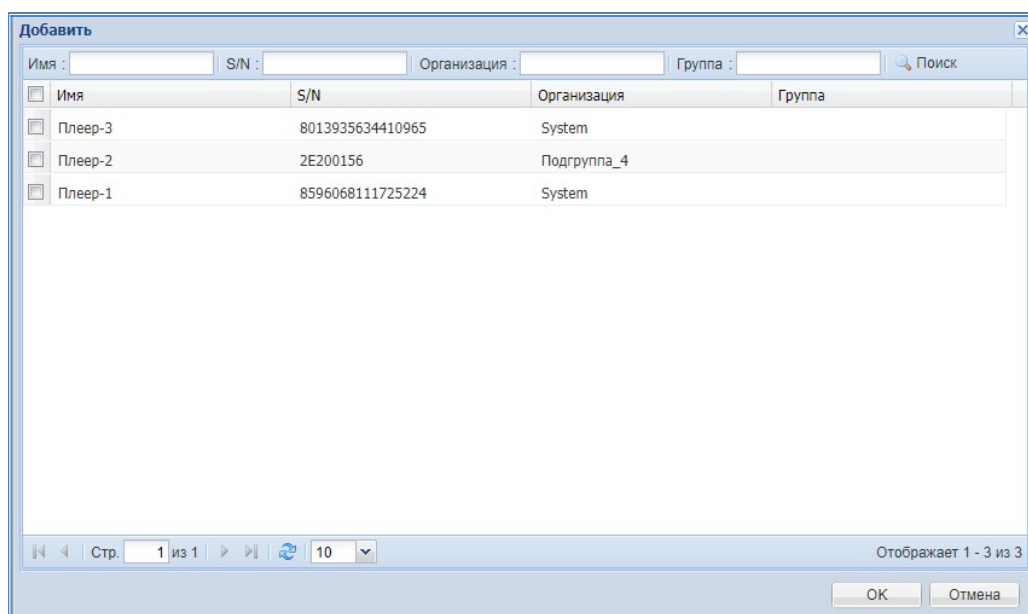 Добавить
Имя : S/N : Организация : Группа : Поиск
Имя S/N Организация Группа
Плеер-3 8013935634410965 System
Плеер-2 2E200156 Подгруппа_4
Плеер-1 8596068111725224 System
Стр. 1 из 1 10 Отображает 1 - 3 из 3
OK Отмена